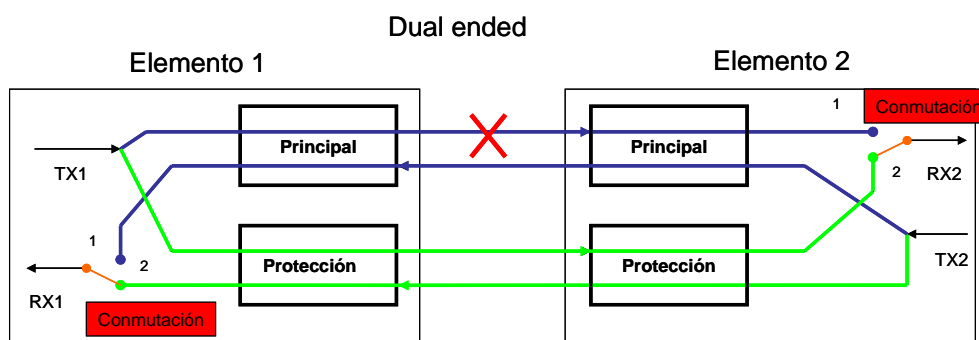 Dual ended
Elemento 1
Elemento 2
1
Conmutación
Principal
Principal
TX1
2
RX2
1
2
Protección
Protección
TX2
RX1
Conmutación